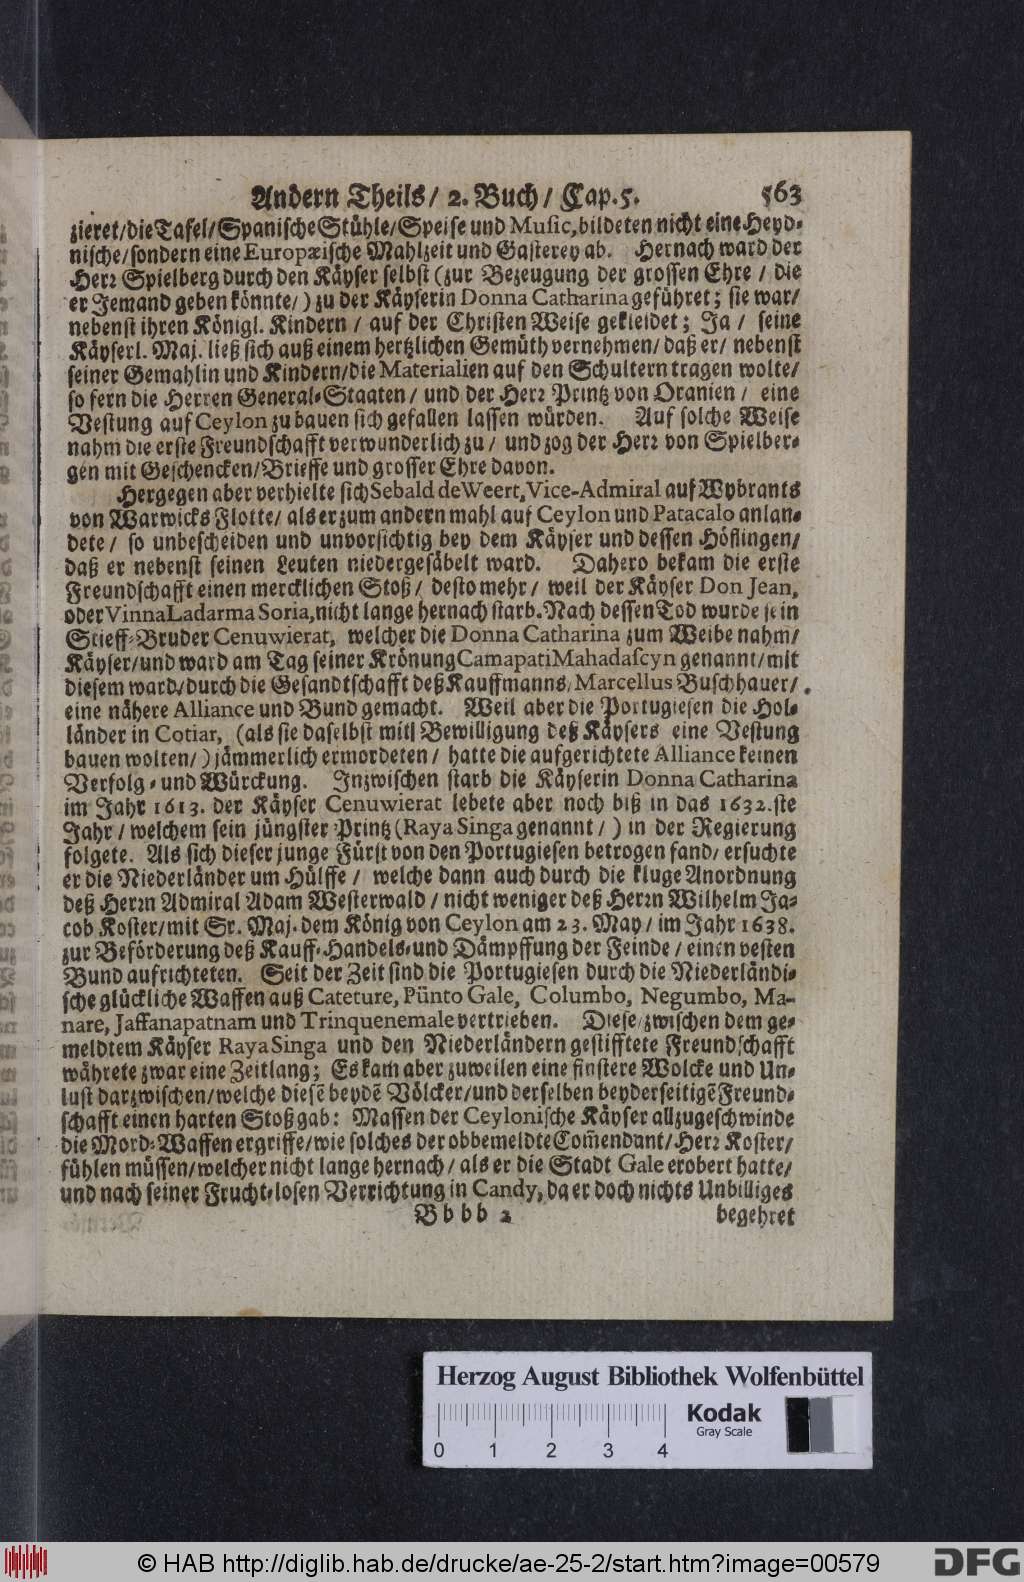 Andern Theils / 2. Buch / Cap. 5. 563
zieret / die Tafel / Spanische Stühle / Speise und Music, bildeten nicht eine Heyd-
nische / sondern eine Europæische Mahlzeit und Gasterey ab. Hernach ward der
Herr Spielberg durch den Käyser selbst (zur Bezeugung der grossen Ehre / die
er Jemand geben könnte / ) zu der Käyserin Donna Catharina geführet; sie war /
nebenst ihren Königl. Kindern / auf der Christen Weise gekleidet; Ja / seine
Käyserl. Maj. ließ sich auß einem hertzlichen Gemüth vernehmen / daß er / nebenst
seiner Gemahlin und Kindern / die Materialien auf den Schultern tragen wolte /
so fern die Herren General-Staaten / und der Herr Printz von Oranien / eine
Vestung auf Ceylon zu bauen sich gefallen lassen würden. Auf solche Weise
nahm die erste Freundschafft verwunderlich zu / und zog der Herr von Spielber-
gen mit Geschencken / Brieffe und grosser Ehre davon.
Hergegen aber verhielte sich Sebald de Weert, Vice-Admiral auf Wybrants
von Warwicks Flotte / als er zum andern mahl auf Ceylon und Patacalo anlan-
dete / so unbescheiden und unvorsichtig bey dem Käyser und dessen Höflingen /
daß er nebenst seinen Leuten niedergesäbelt ward. Dahero bekam die erste
Freundschafft einen mercklichen Stoß / desto mehr / weil der Käyser Don Jean,
oder Vinna Ladarma Soria, nicht lange hernach starb. Nach dessen Tod wurde sein
Stieff-Bruder Cenuwierat, welcher die Donna Catharina zum Weibe nahm /
Käyser / und ward am Tag seiner Krönung Camapati Mahadascyn genannt / mit
diesem ward / durch die Gesandtschafft deß Kauffmanns, Marcellus Buschhauer /
eine nähere Alliance und Bund gemacht. Weil aber die Portugiesen die Hol-
länder in Cotiar, (als sie daselbst mitl Bewilligung deß Käysers eine Vestung
bauen wolten / ) jämmerlich ermordeten / hatte die aufgerichtete Alliance keinen
Verfolg- und Würckung. Inzwischen starb die Käyserin Donna Catharina
im Jahr 1613. der Käyser Cenuwierat lebete aber noch biß in das 1632.ste
Jahr / welchem sein jüngster Printz (Raya Singa genannt / ) in der Regierung
folgete. Als sich dieser junge Fürst von den Portugiesen betrogen fand / ersuchte
er die Niederländer um Hülffe / welche dann auch durch die kluge Anordnung
deß Herrn Admiral Adam Westerwald / nicht weniger deß Herrn Wilhelm Ja-
cob Koster / mit Sr. Maj. dem König von Ceylon am 23. May / im Jahr 1638.
zur Beförderung deß Kauff-Handels- und Dämpffung der Feinde / einen vesten
Bund aufrichteten. Seit der Zeit sind die Portugiesen durch die Niederländi-
sche glückliche Waffen auß Cateture, Pünto Gale, Columbo, Negumbo, Ma-
nare, Jaffanapatnam und Trinquenemale vertrieben. Diese / zwischen dem ge-
meldtem Käyser Raya Singa und den Niederländern gestifftete Freundschafft
währete zwar eine Zeitlang; Es kam aber zuweilen eine finstere Wolcke und Un-
lust darzwischen / welche diesẽ beydẽ Völcker / und derselben beyderseitigẽ Freund-
schafft einen harten Stoß gab: Massen der Ceylonische Käyser allzugeschwinde
die Mord-Waffen ergriffe / wie solches der obbemeldte Com̃endant / Herr Koster /
fühlen müssen / welcher nicht lange hernach / als er die Stadt Gale erobert hatte /
und nach seiner Frucht-losen Verrichtung in Candy, da er doch nichts Unbilliges
Bbbb 2 begehret
Herzog August Bibliothek Wolfenbüttel
Kodak
Gray Scale
0 1 2 3 4
© HAB http://diglib.hab.de/drucke/ae-25-2/start.htm?image=00579
DFG